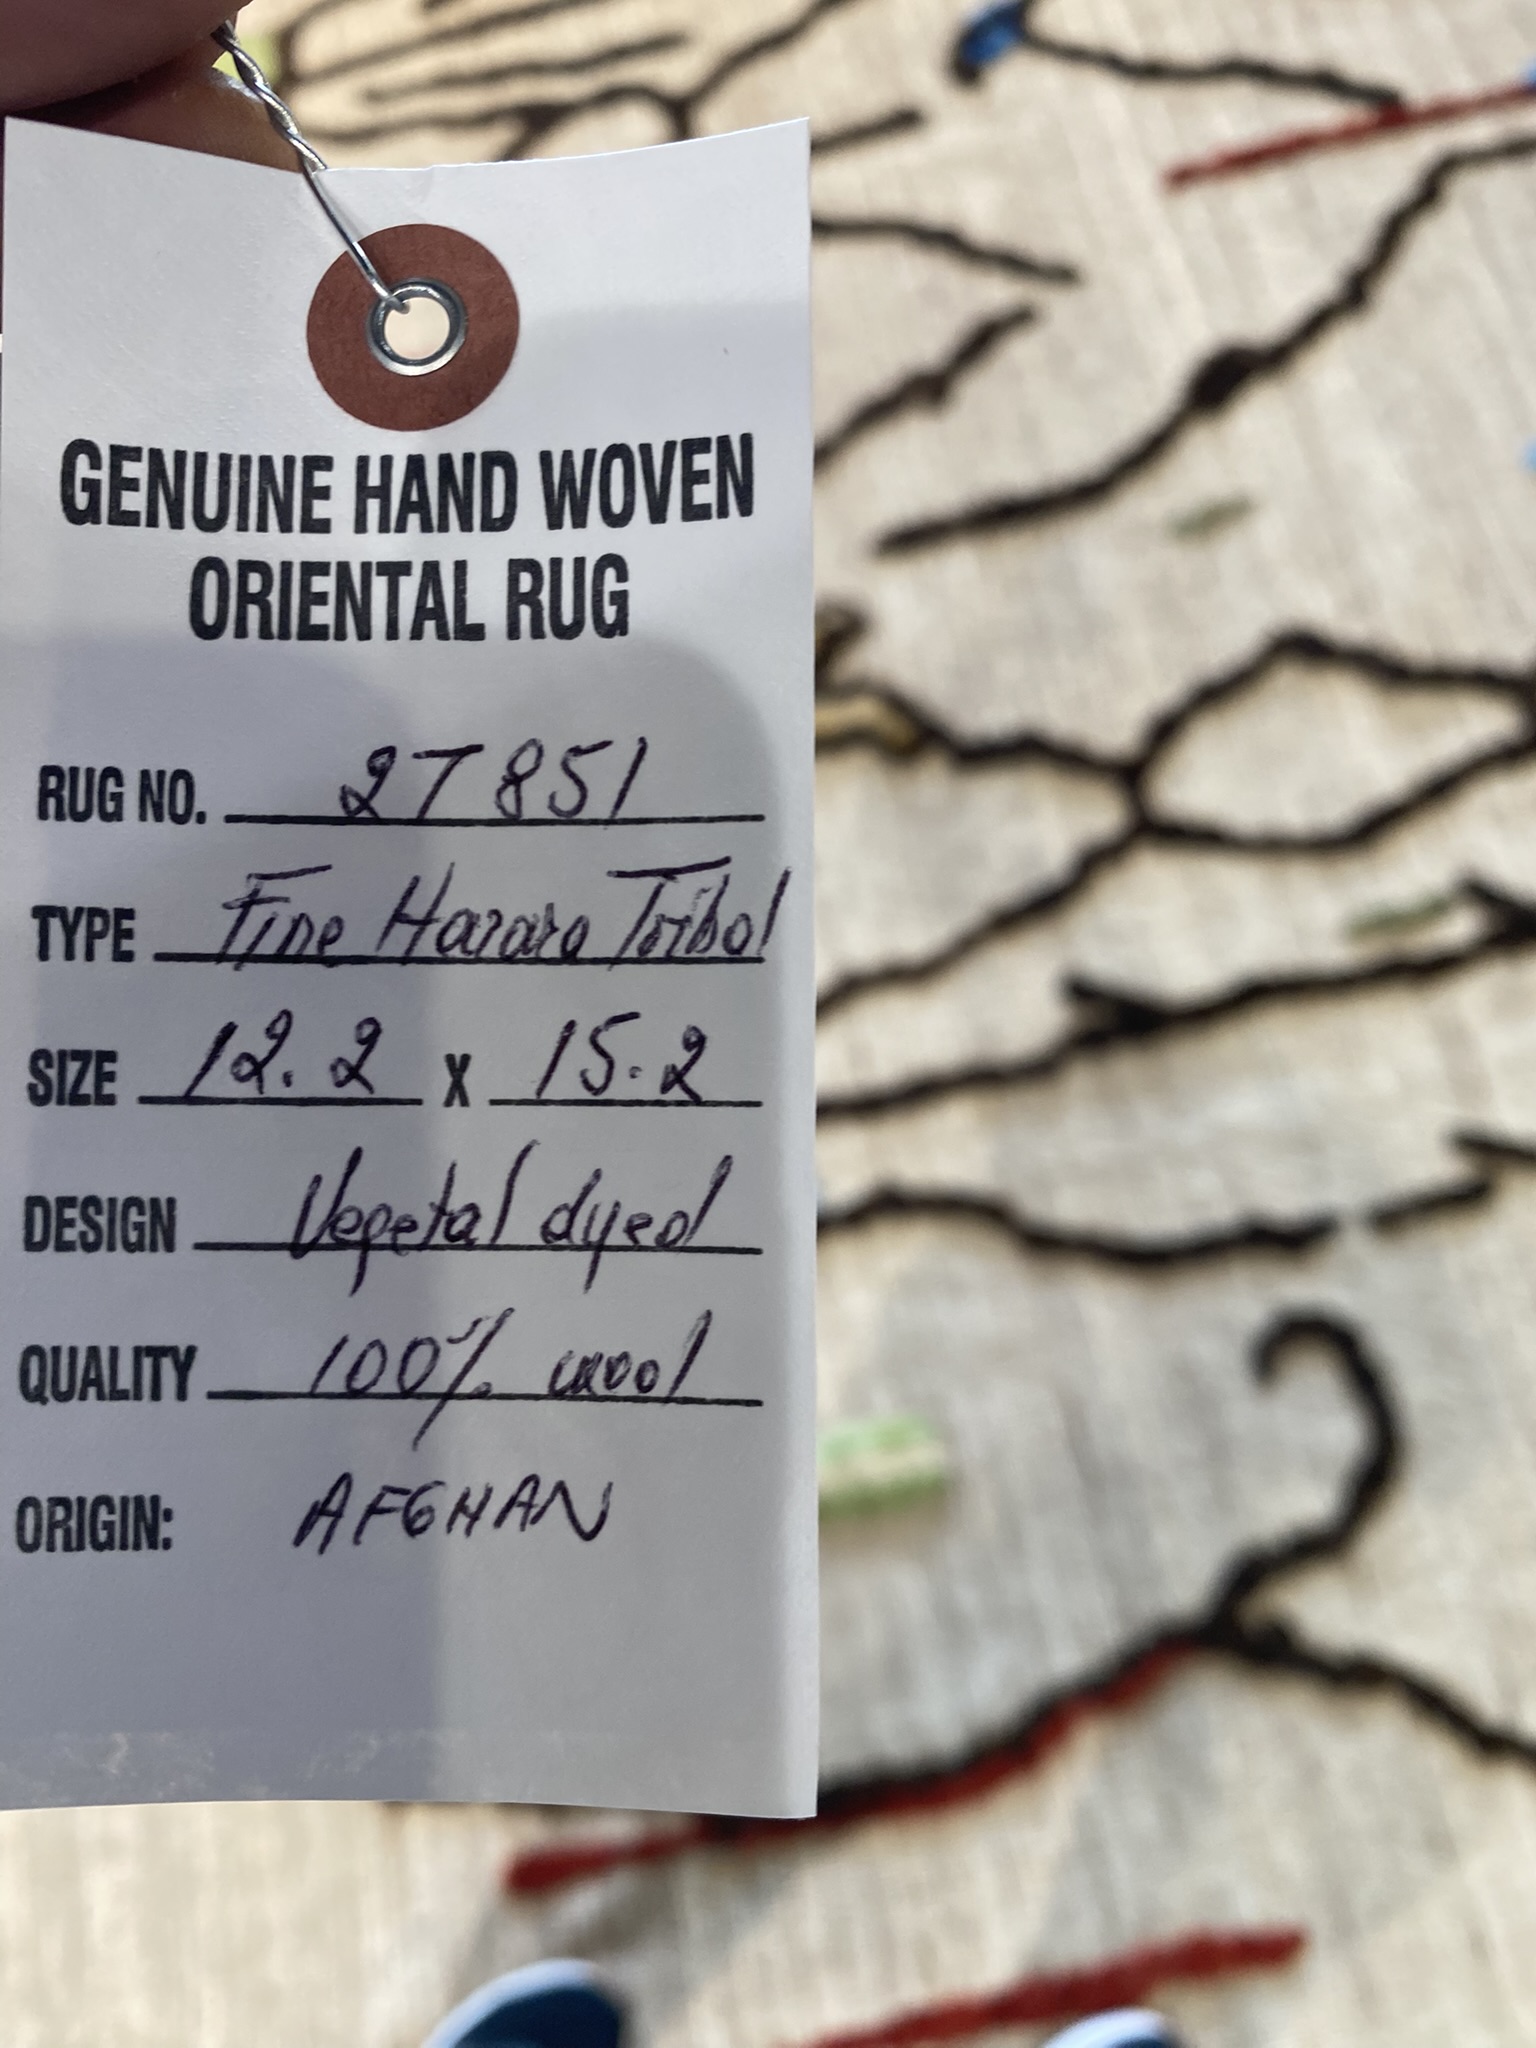 GENUINE HAND WOVEN
ORIENTAL RUG
RUG NO. 27851
TYPE Fine Hazara Tribal
SIZE 12.2 X 15.2
DESIGN Vegetal dyed
QUALITY 100% wool
ORIGIN: AFGHAN